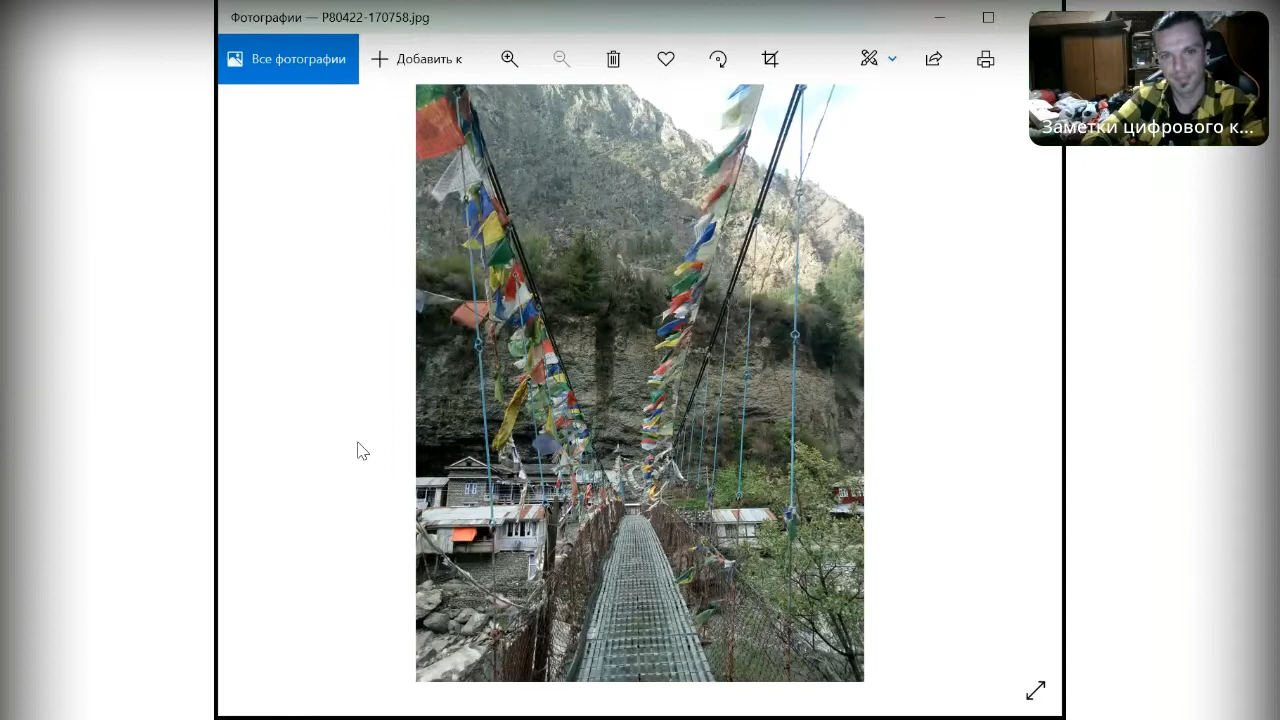 Фотографии — P80422-170758.jpg
Все фотографии
Добавить к
Заметки цифрового к...